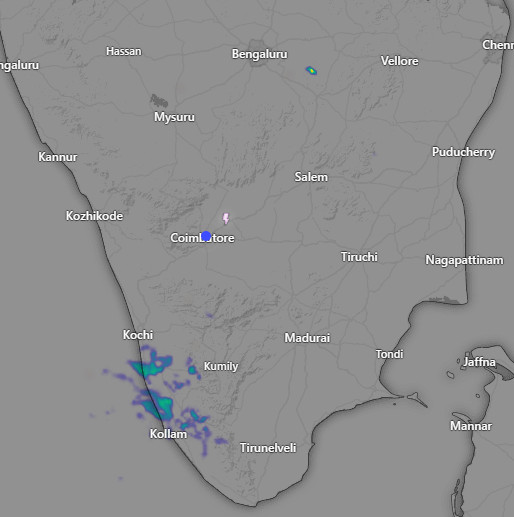 Hassan
Bengaluru
Chenn
ngaluru
Vellore
Mysuru
Kannur
Puducherry
Salem
Kozhikode
Coimbatore
Tiruchi
Nagapattinam
Kochi
Madurai
Tondi
Kumily
Jaffna
Kollam
Mannar
Tirunelveli